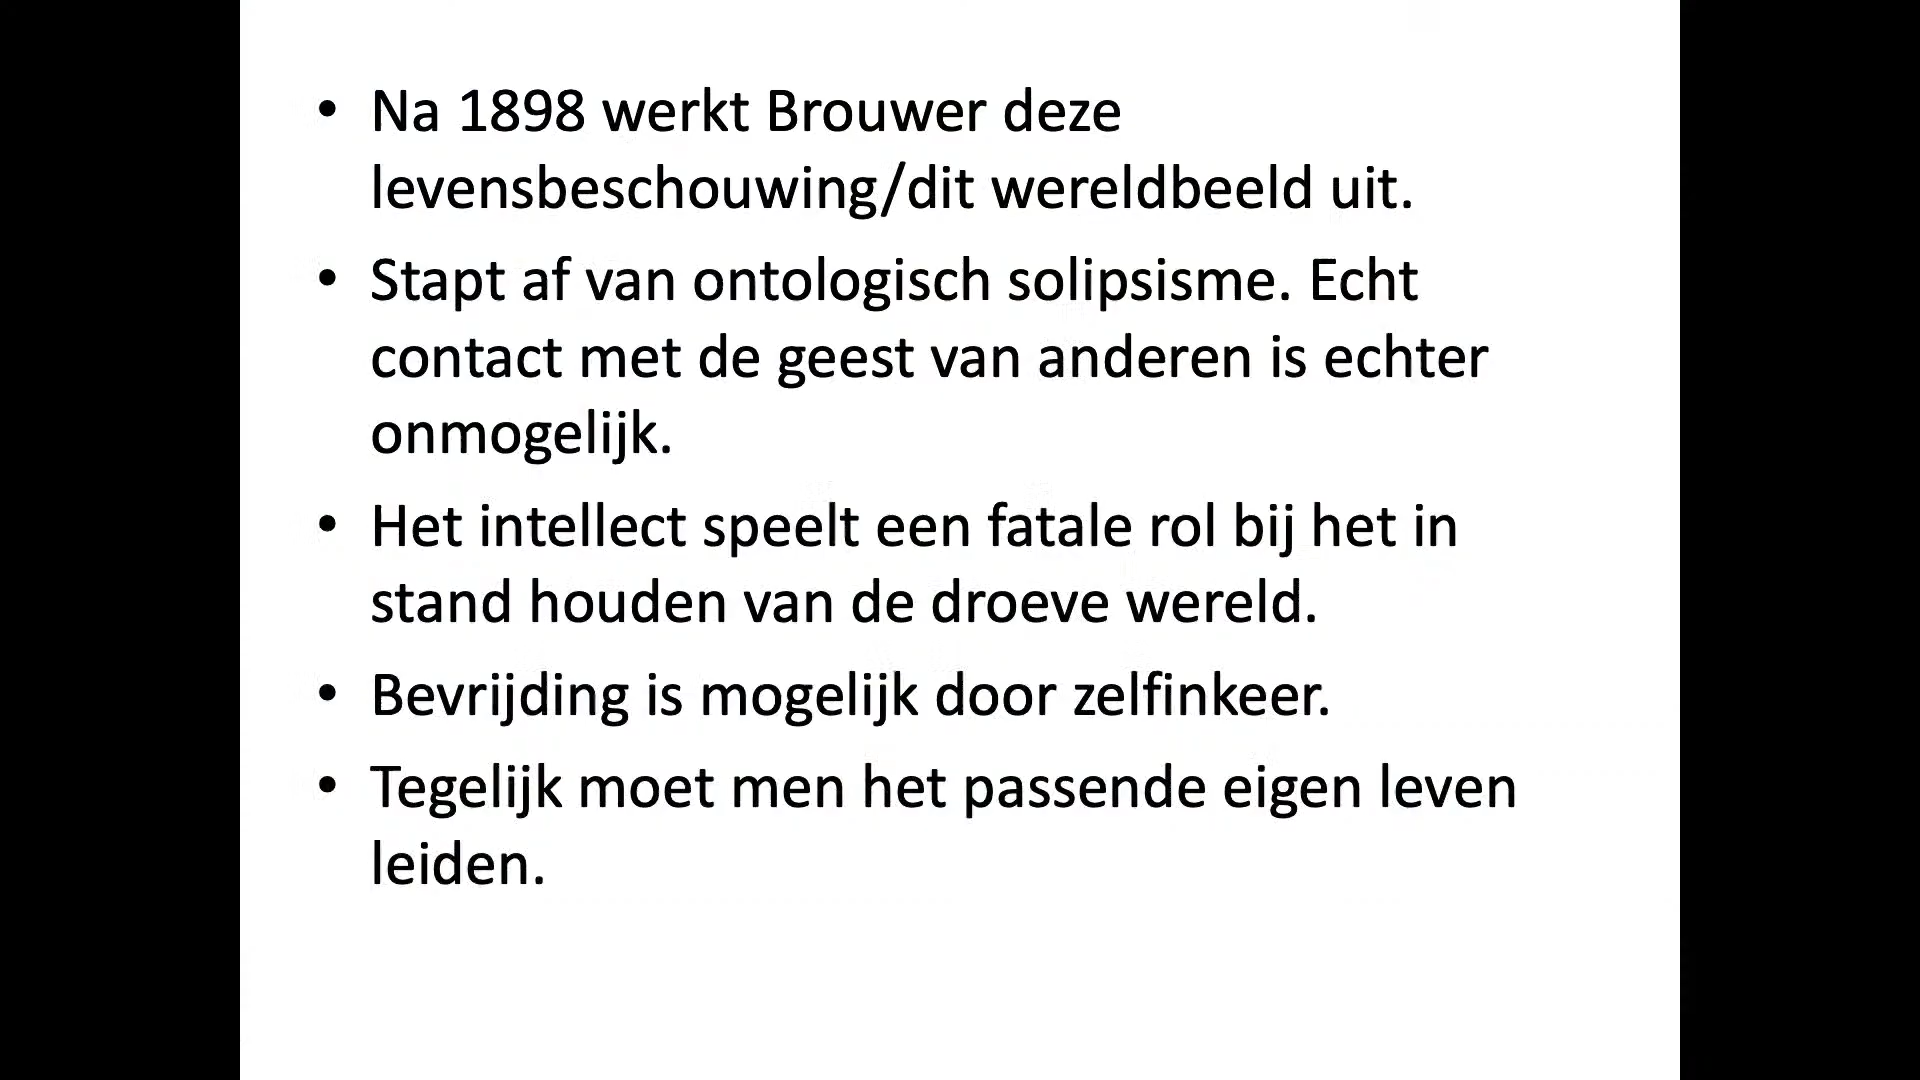 • Na 1898 werkt Brouwer deze
levensbeschouwing/dit wereldbeeld uit.
• Stapt af van ontologisch solipsisme. Echt
contact met de geest van anderen is echter
onmogelijk.
• Het intellect speelt een fatale rol bij het in
stand houden van de droeve wereld.
• Bevrijding is mogelijk door zelfinkeer.
• Tegelijk moet men het passende eigen leven
leiden.